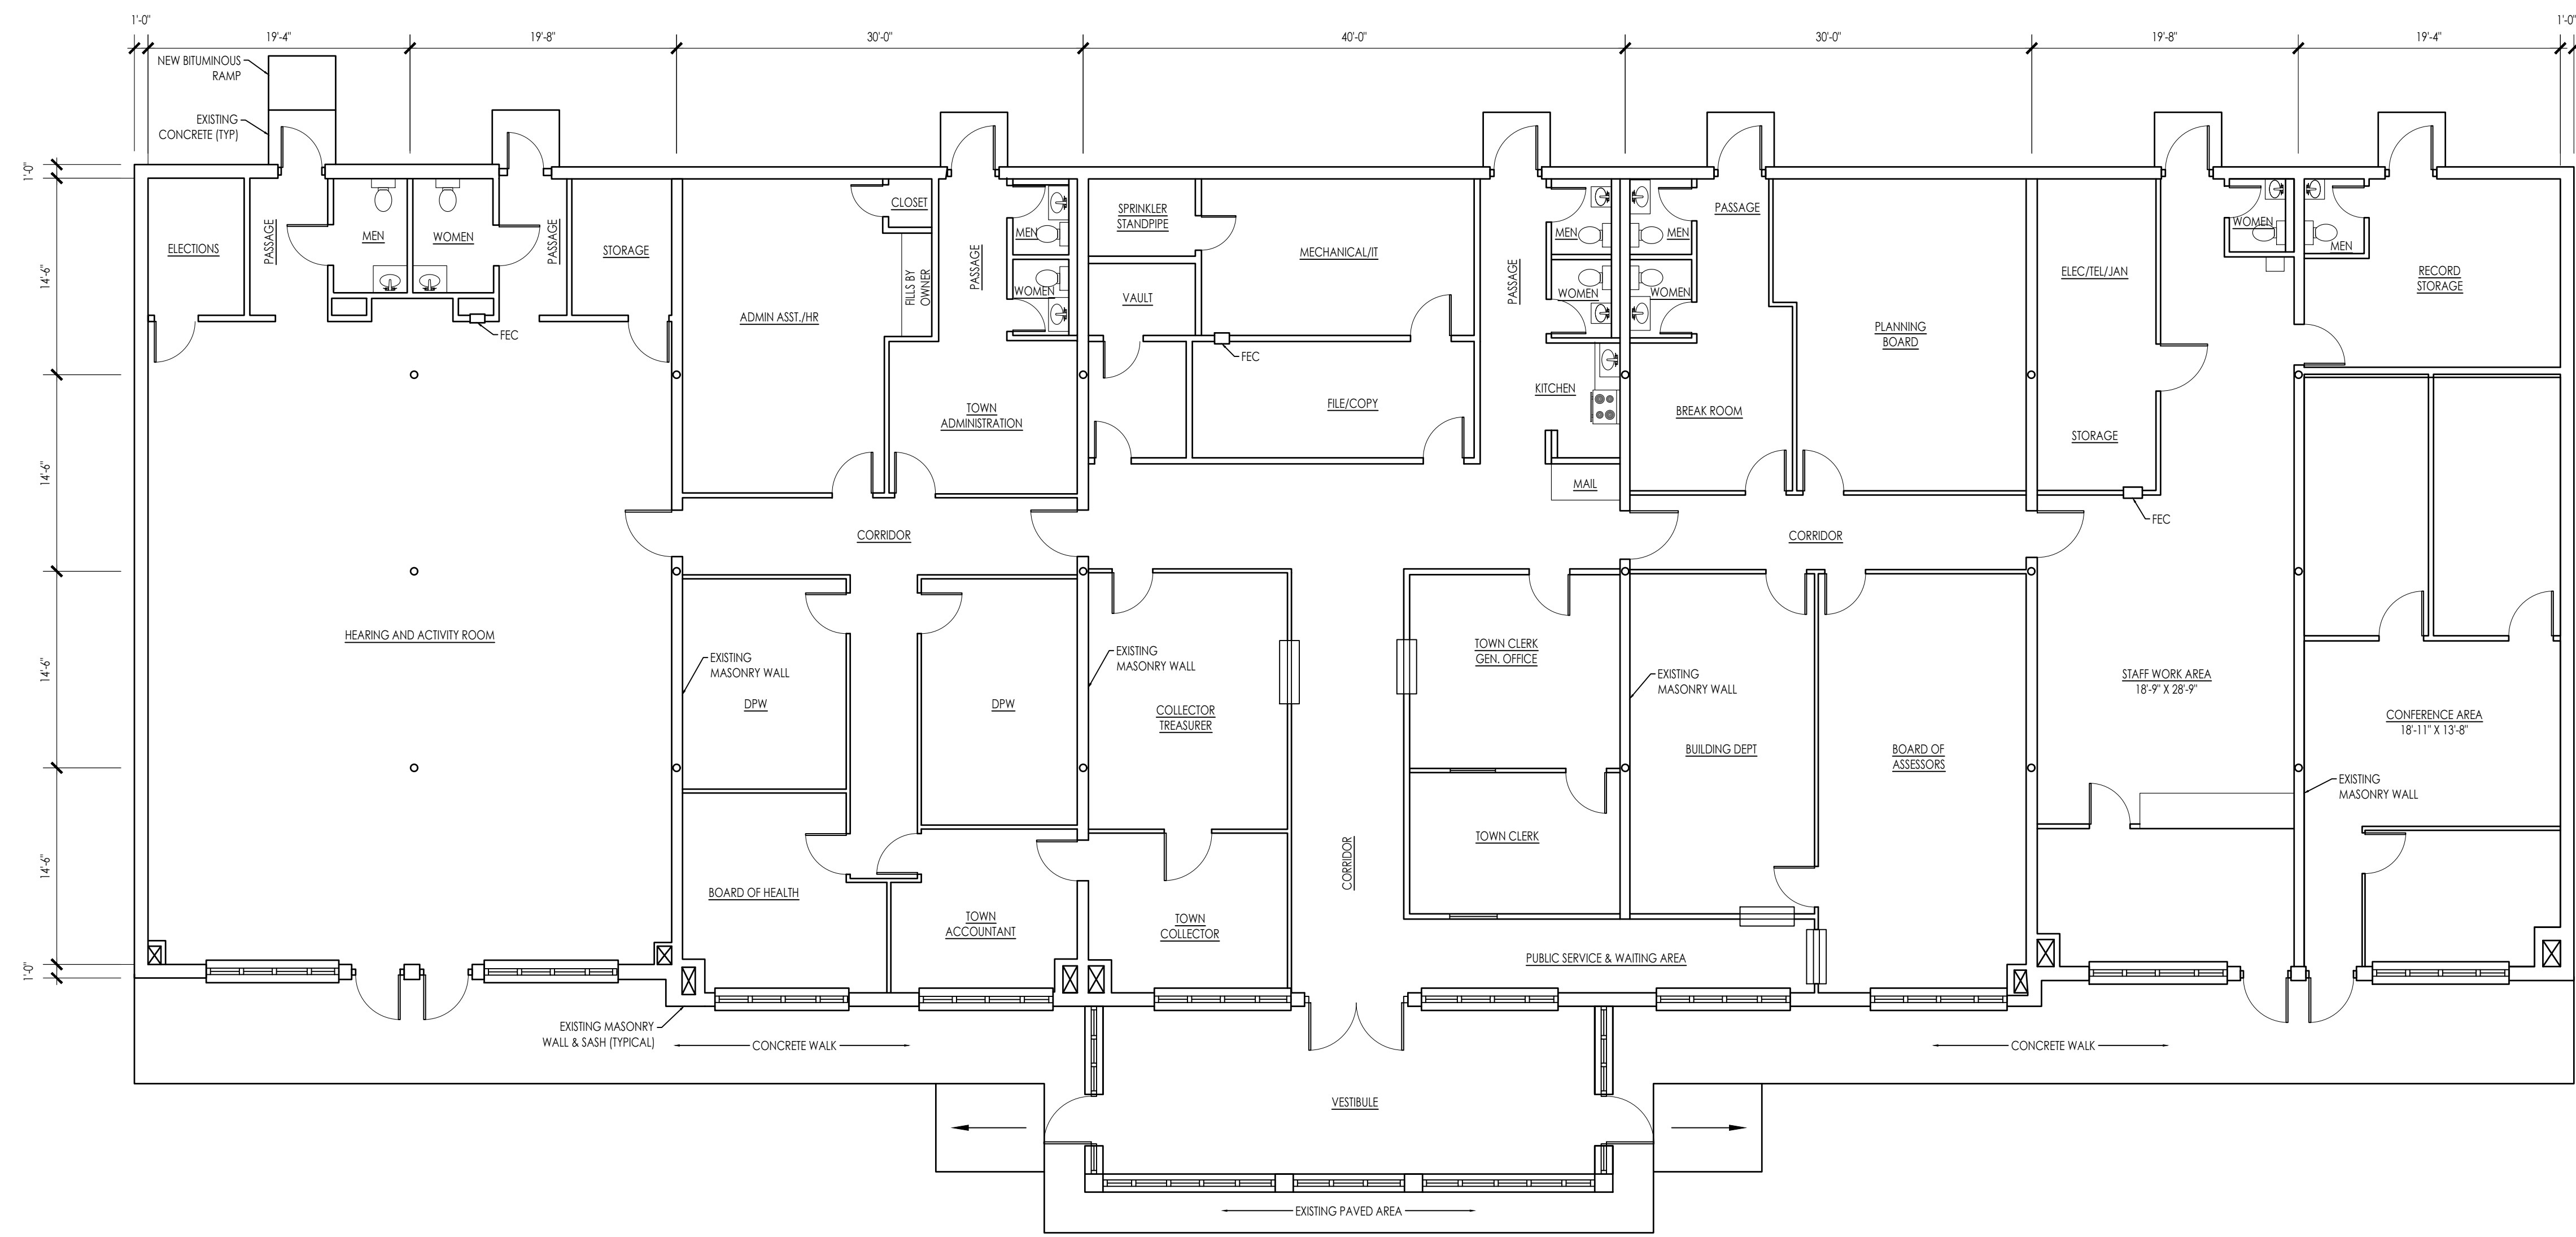 1'-0"
1'-0"
19'-4"
19'-8"
30'-0"
40'-0"
30'-0"
19'-8"
19'-4"
NEW BITUMINOUS
RAMP
EXISTING
CONCRETE (TYP)
1'-0"
14'-6"
14'-6"
14'-6"
14'-6"
1'-0"
ELECTIONS
PASSAGE
MEN
WOMEN
PASSAGE
STORAGE
FEC
CLOSET
FILLS BY
OWNER
ADMIN ASST./HR
PASSAGE
MEN
WOMEN
TOWN
ADMINISTRATION
SPRINKLER
STANDPIPE
VAULT
MECHANICAL/IT
FEC
FILE/COPY
PASSAGE
MEN
WOMEN
KITCHEN
MAIL
MEN
WOMEN
PASSAGE
BREAK ROOM
PLANNING
BOARD
ELEC/TEL/JAN
STORAGE
FEC
WOMEN
MEN
RECORD
STORAGE
CORRIDOR
CORRIDOR
HEARING AND ACTIVITY ROOM
EXISTING
MASONRY WALL
DPW
DPW
EXISTING
MASONRY WALL
COLLECTOR
TREASURER
TOWN CLERK
GEN. OFFICE
EXISTING
MASONRY WALL
BUILDING DEPT
BOARD OF
ASSESSORS
STAFF WORK AREA
18'-9" X 28'-9"
CONFERENCE AREA
18'-11" X 13'-8"
EXISTING
MASONRY WALL
BOARD OF HEALTH
TOWN
ACCOUNTANT
TOWN
COLLECTOR
CORRIDOR
TOWN CLERK
PUBLIC SERVICE & WAITING AREA
EXISTING MASONRY
WALL & SASH (TYPICAL)
CONCRETE WALK
CONCRETE WALK
VESTIBULE
EXISTING PAVED AREA